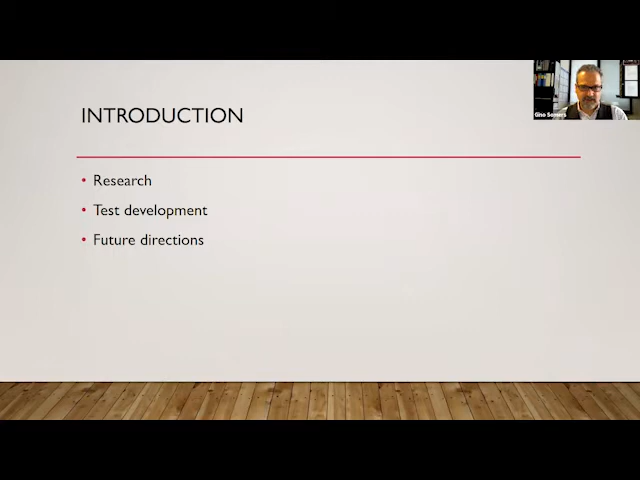 INTRODUCTION
• Research
• Test development
• Future directions
Gino Somers